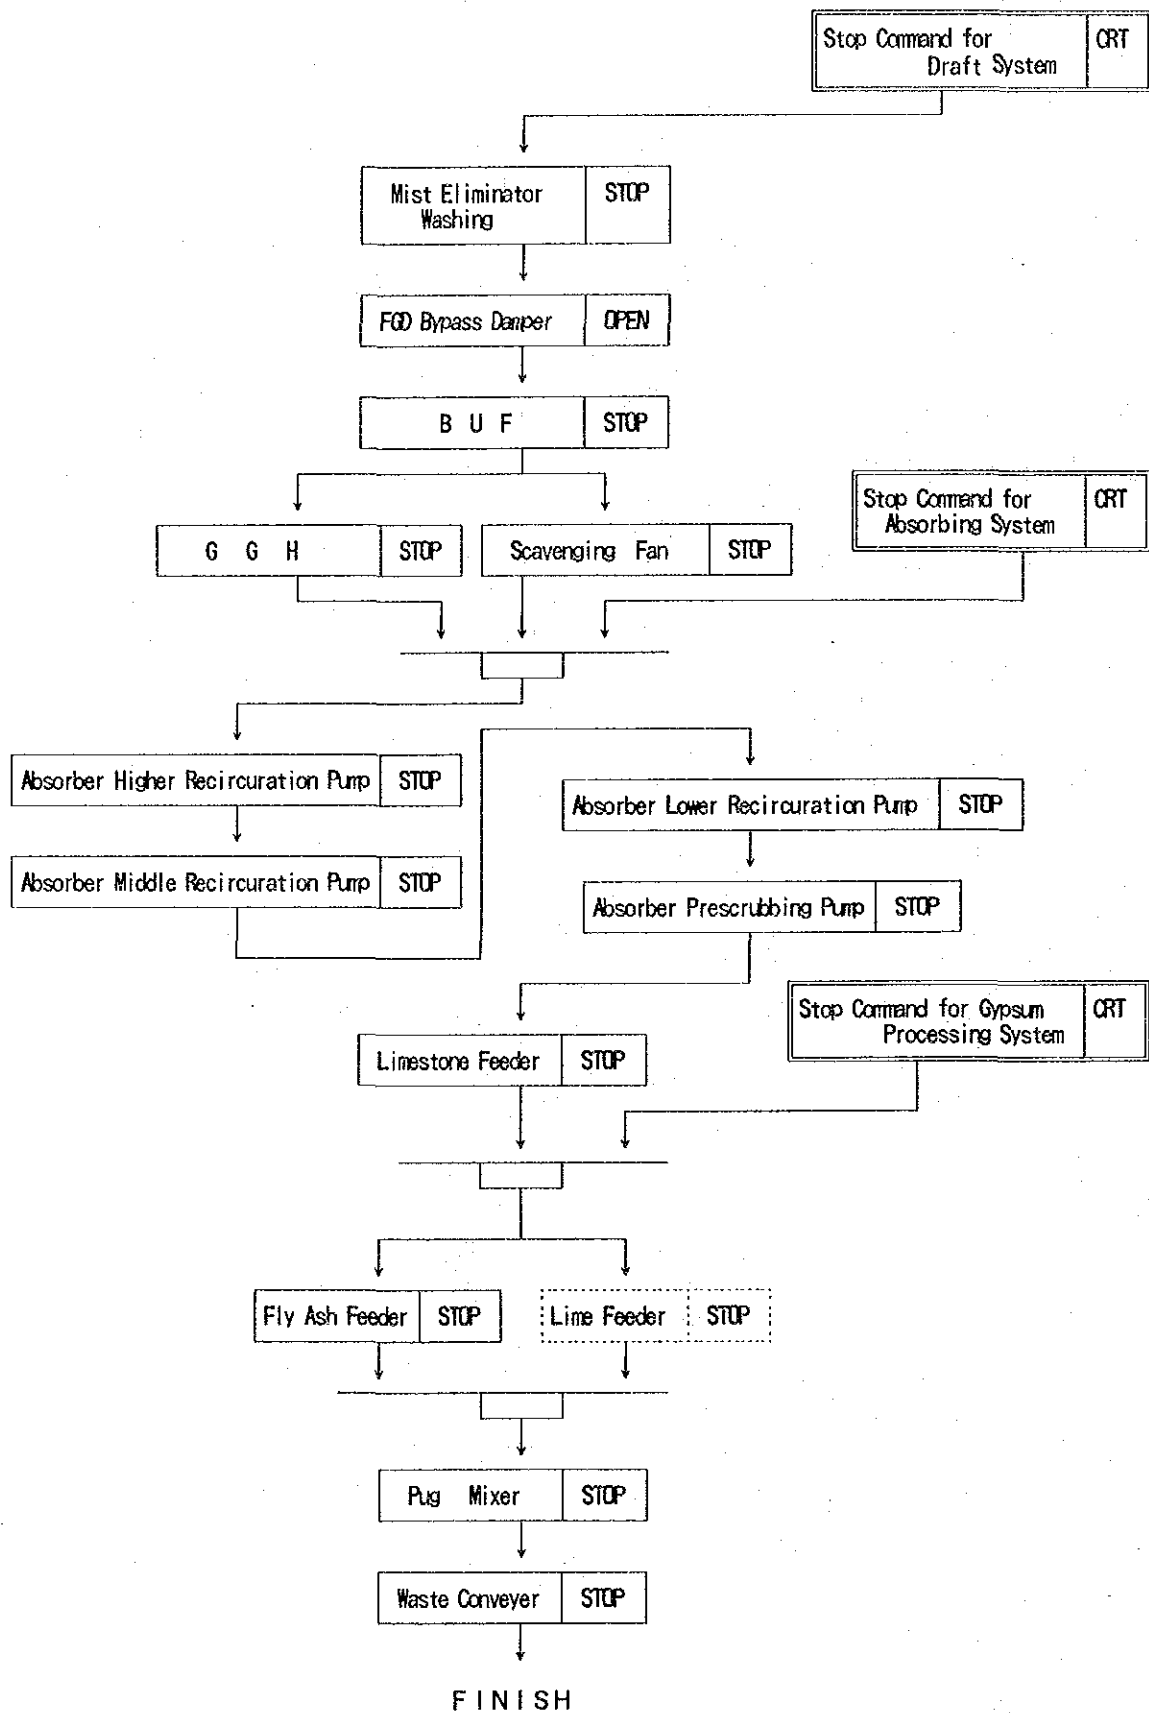 Stop Command for CRT
Draft System
Mist Eliminator STOP
Washing
FGD Bypass Damper OPEN
B U F STOP
Stop Command for CRT
Absorbing System
G G H STOP
Scavenging Fan STOP
Absorber Higher Recircuration Pump STOP
Absorber Lower Recircuration Pump STOP
Absorber Middle Recircuration Pump STOP
Absorber Prescrubbing Pump STOP
Stop Command for Gypsum CRT
Processing System
Limestone Feeder STOP
Fly Ash Feeder STOP
Lime Feeder STOP
Pug Mixer STOP
Waste Conveyer STOP
FINISH